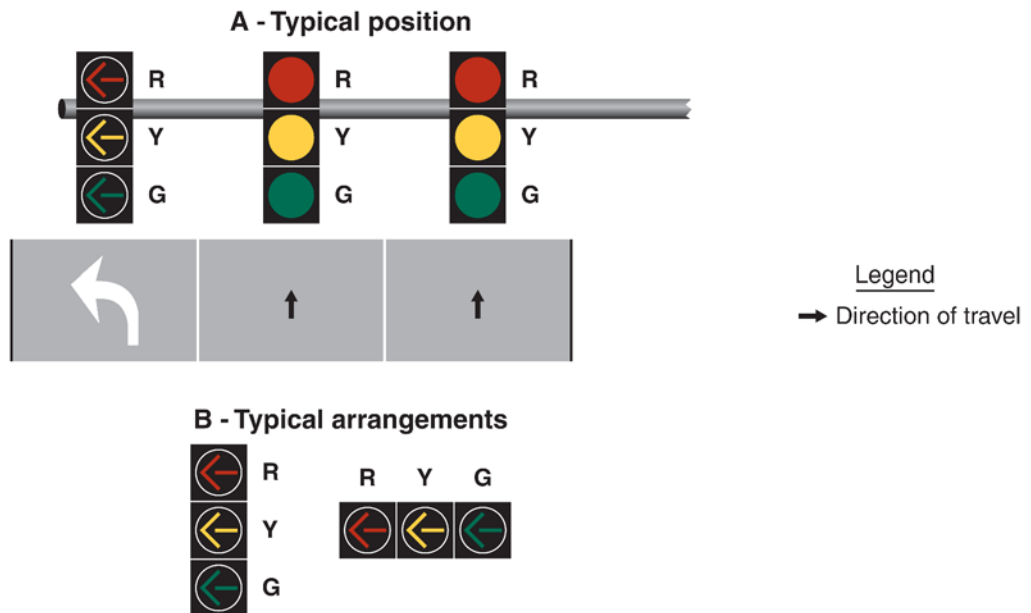 A - Typical position
R R R
Y Y Y
G G G
Legend
Direction of travel
B - Typical arrangements
R
Y
G
R Y G